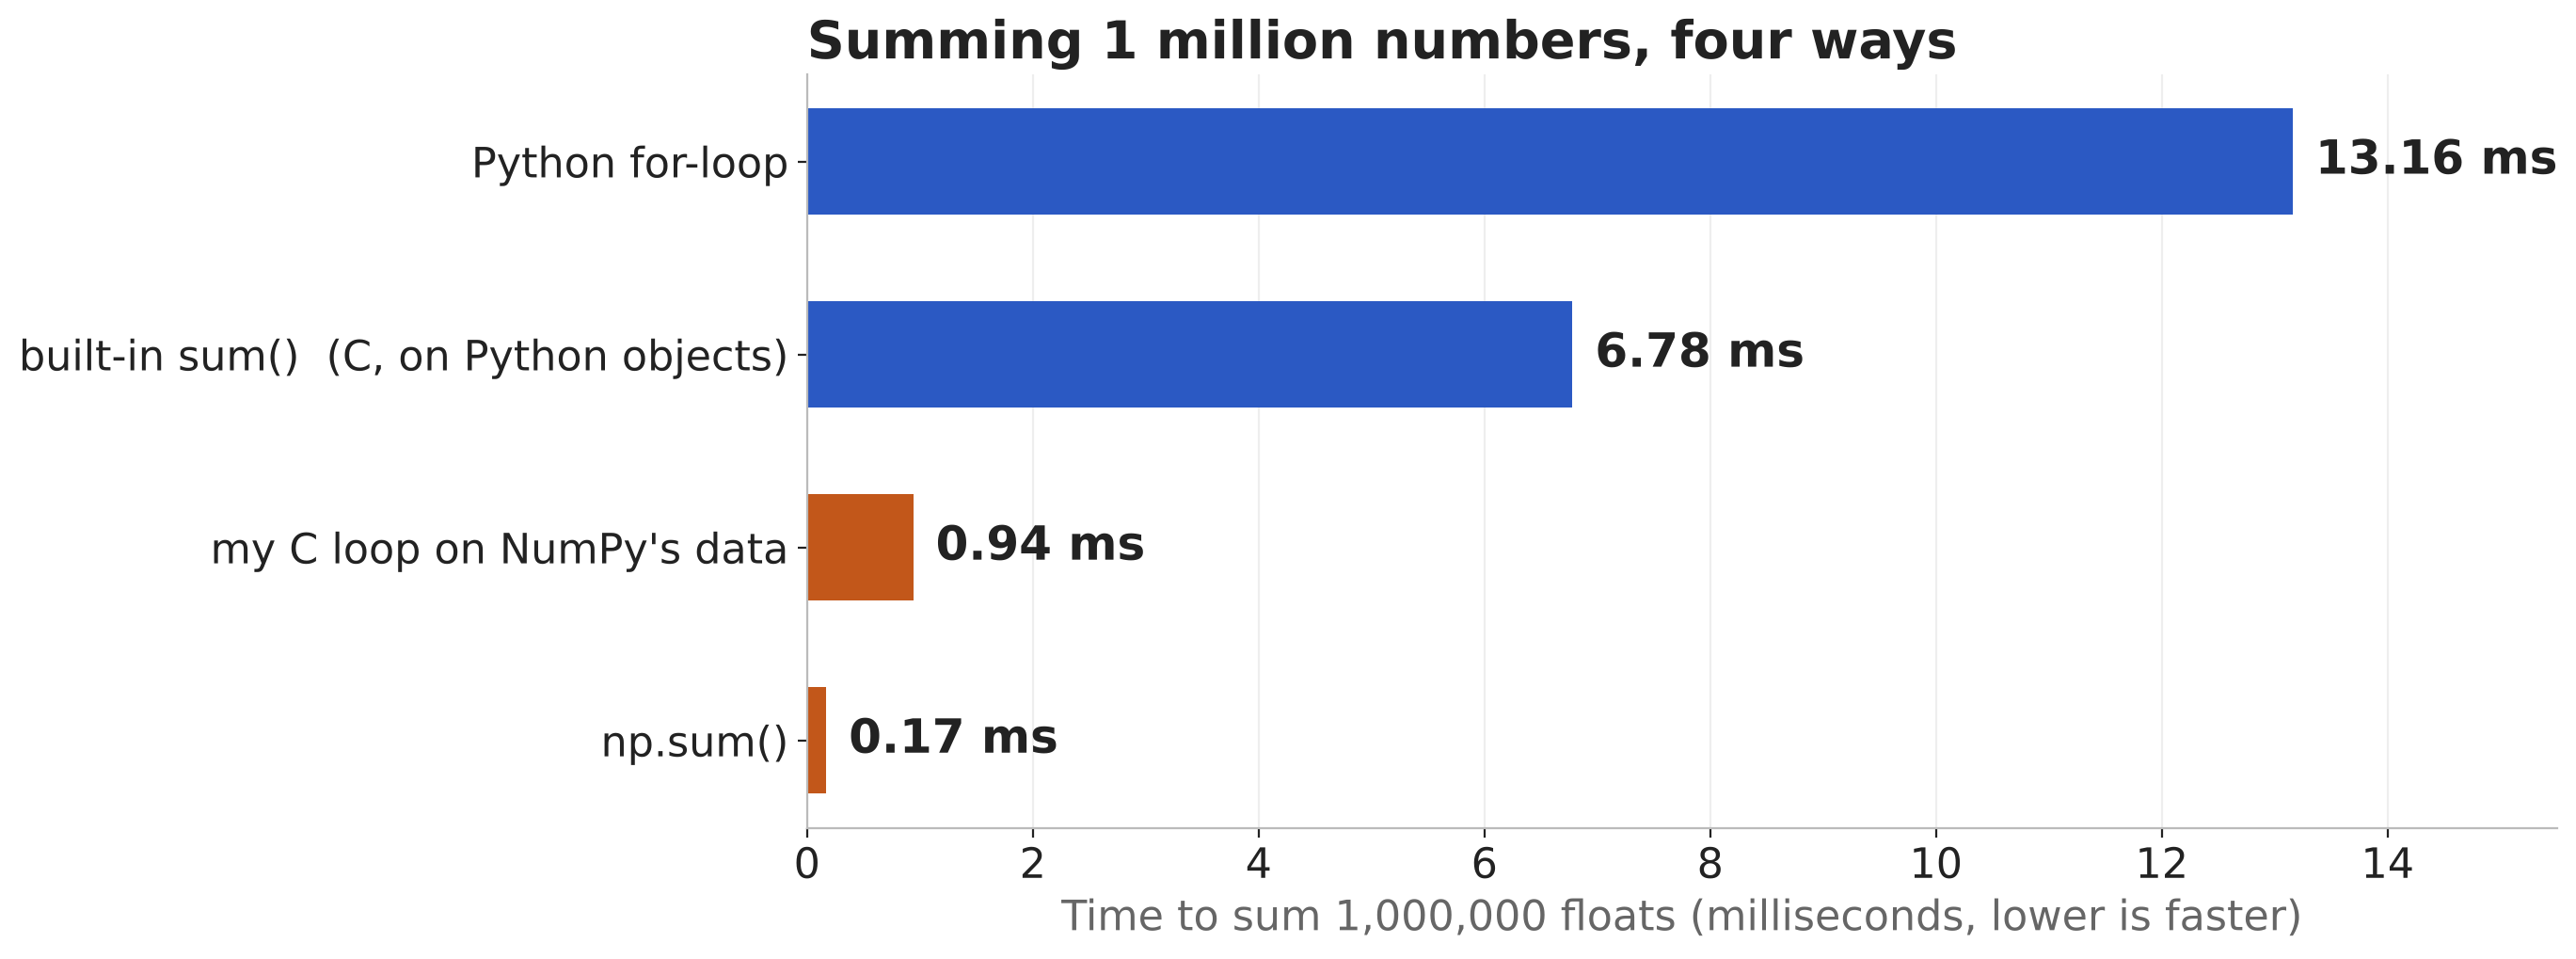 Summing 1 million numbers, four ways
Python for-loop
13.16 ms
built-in sum()  (C, on Python objects)
6.78 ms
my C loop on NumPy's data
0.94 ms
np.sum()
0.17 ms
0 2 4 6 8 10 12 14
Time to sum 1,000,000 floats (milliseconds, lower is faster)